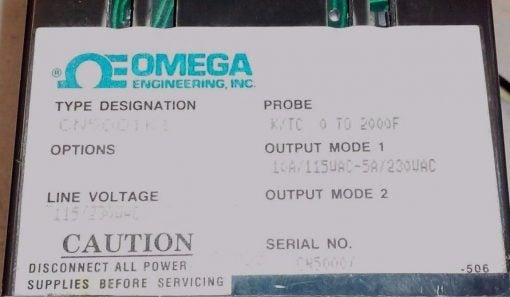 ® OMEGA
ENGINEERING, INC.
TYPE DESIGNATION
CN5001K1
PROBE
K/TC 0 TO 2000F
OPTIONS
OUTPUT MODE 1
10A/115VAC-5A/230VAC
LINE VOLTAGE
115/230VAC
OUTPUT MODE 2
CAUTION
DISCONNECT ALL POWER
SUPPLIES BEFORE SERVICING
SERIAL NO.
-506